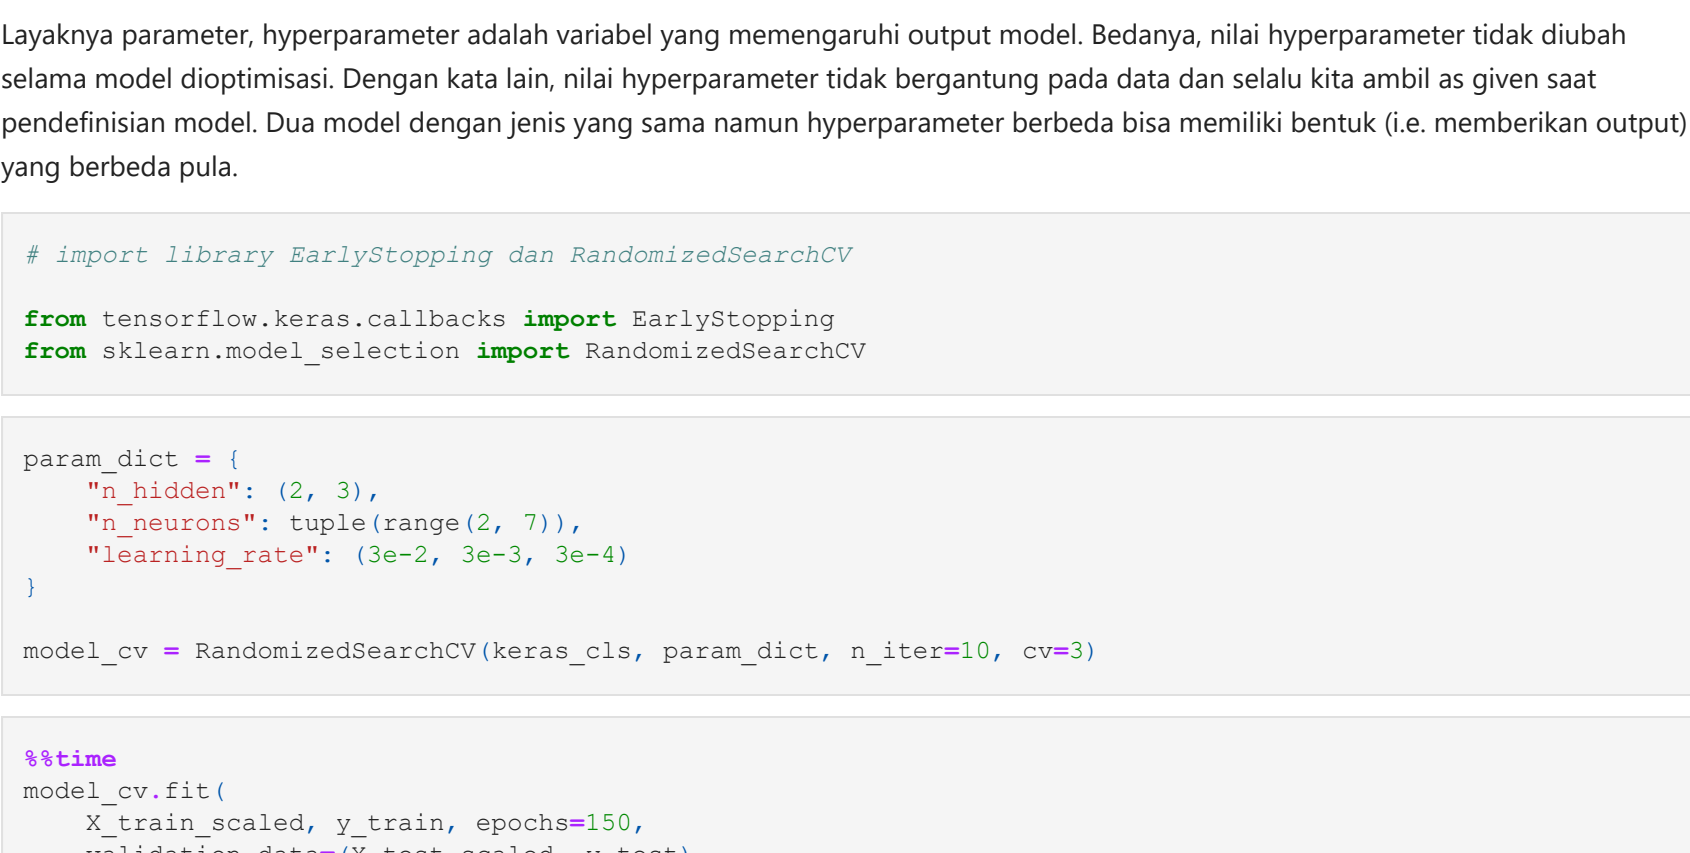 Layaknya parameter, hyperparameter adalah variabel yang memengaruhi output model. Bedanya, nilai hyperparameter tidak diubah
selama model dioptimisasi. Dengan kata lain, nilai hyperparameter tidak bergantung pada data dan selalu kita ambil as given saat
pendefinisian model. Dua model dengan jenis yang sama namun hyperparameter berbeda bisa memiliki bentuk (i.e. memberikan output)
yang berbeda pula.
# import library EarlyStopping dan RandomizedSearchCV
from tensorflow.keras.callbacks import EarlyStopping
from sklearn.model_selection import RandomizedSearchCV
param_dict = {
    "n_hidden": (2, 3),
    "n_neurons": tuple(range(2, 7)),
    "learning_rate": (3e-2, 3e-3, 3e-4)
}
model_cv = RandomizedSearchCV(keras_cls, param_dict, n_iter=10, cv=3)
%%time
model_cv.fit(
    X_train_scaled, y_train, epochs=150,
    validation_data=(X_test_scaled, y_test),